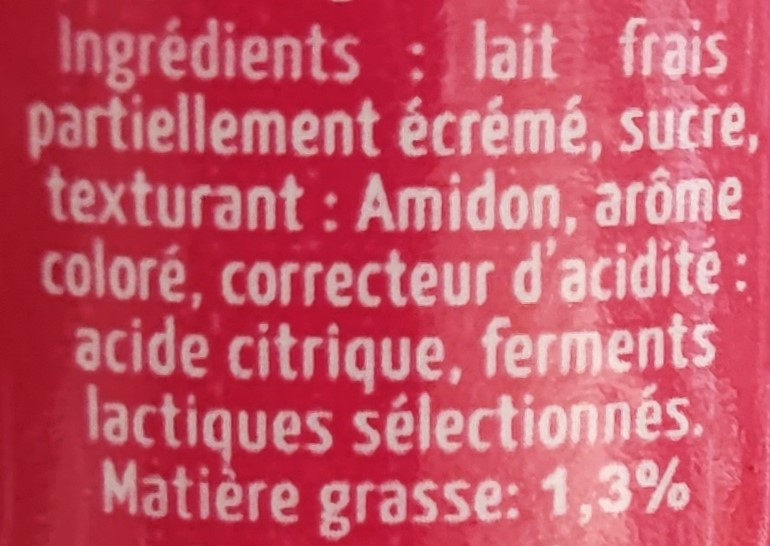 Ingrédients : lait frais
partiellement écrémé, sucre,
texturant : Amidon, arôme
coloré, correcteur d'acidité :
acide citrique, ferments
lactiques sélectionnés.
Matière grasse: 1,3%